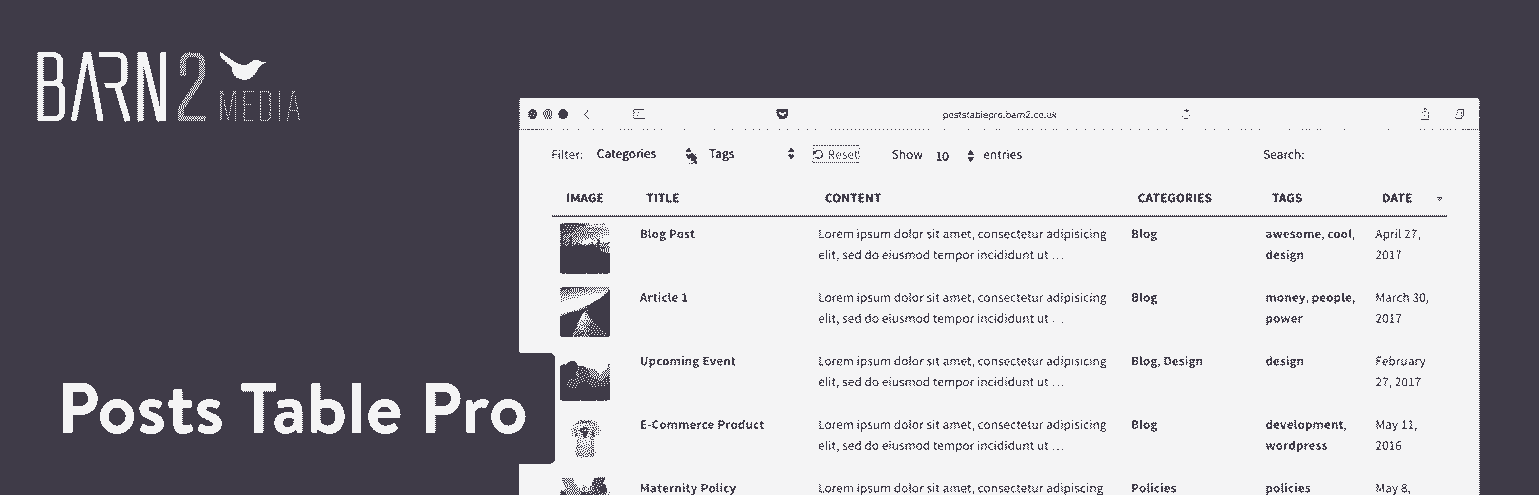 BARN2
MEDIA
poststablepro.barn2.co.uk
Filter: Categories Tags Reset Show 10 entries Search:
IMAGE TITLE CONTENT CATEGORIES TAGS DATE
Blog Post Lorem ipsum dolor sit amet, consectetur adipisicing Blog awesome, cool, April 27,
elit, sed do eiusmod tempor incididunt ut ... design 2017
Article 1 Lorem ipsum dolor sit amet, consectetur adipisicing Blog money, people, March 30,
elit, sed do eiusmod tempor incididunt ut ... power 2017
Upcoming Event Lorem ipsum dolor sit amet, consectetur adipisicing Blog, Design design February
elit, sed do eiusmod tempor incididunt ut ... 27, 2017
Posts Table Pro
E-Commerce Product Lorem ipsum dolor sit amet, consectetur adipisicing Blog development, May 11,
elit, sed do eiusmod tempor incididunt ut ... wordpress 2016
Maternity Policy Lorem ipsum dolor sit amet, consectetur adipisicing Policies policies May 8,